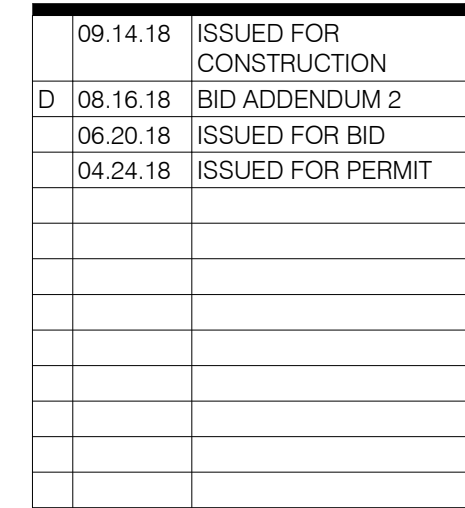 09.14.18 ISSUED FOR
CONSTRUCTION
D 08.16.18 BID ADDENDUM 2
06.20.18 ISSUED FOR BID
04.24.18 ISSUED FOR PERMIT